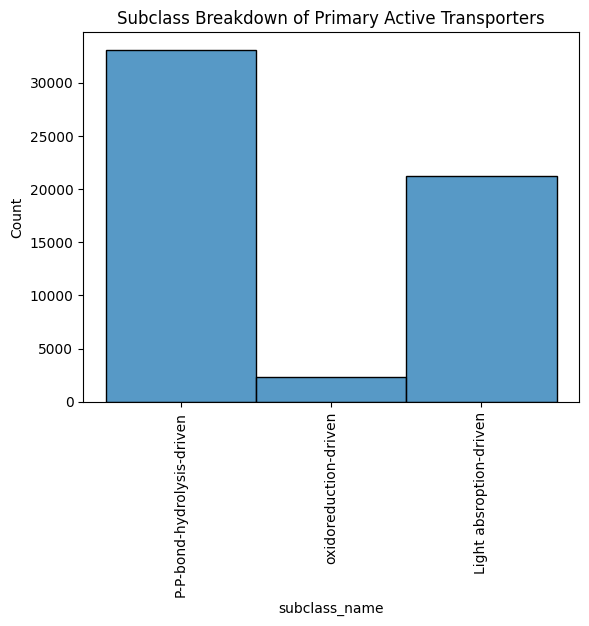 Subclass Breakdown of Primary Active Transporters
30000
25000
20000
15000
10000
5000
0
Count
P-P-bond-hydrolysis-driven
oxidoreduction-driven
Light absroption-driven
subclass_name